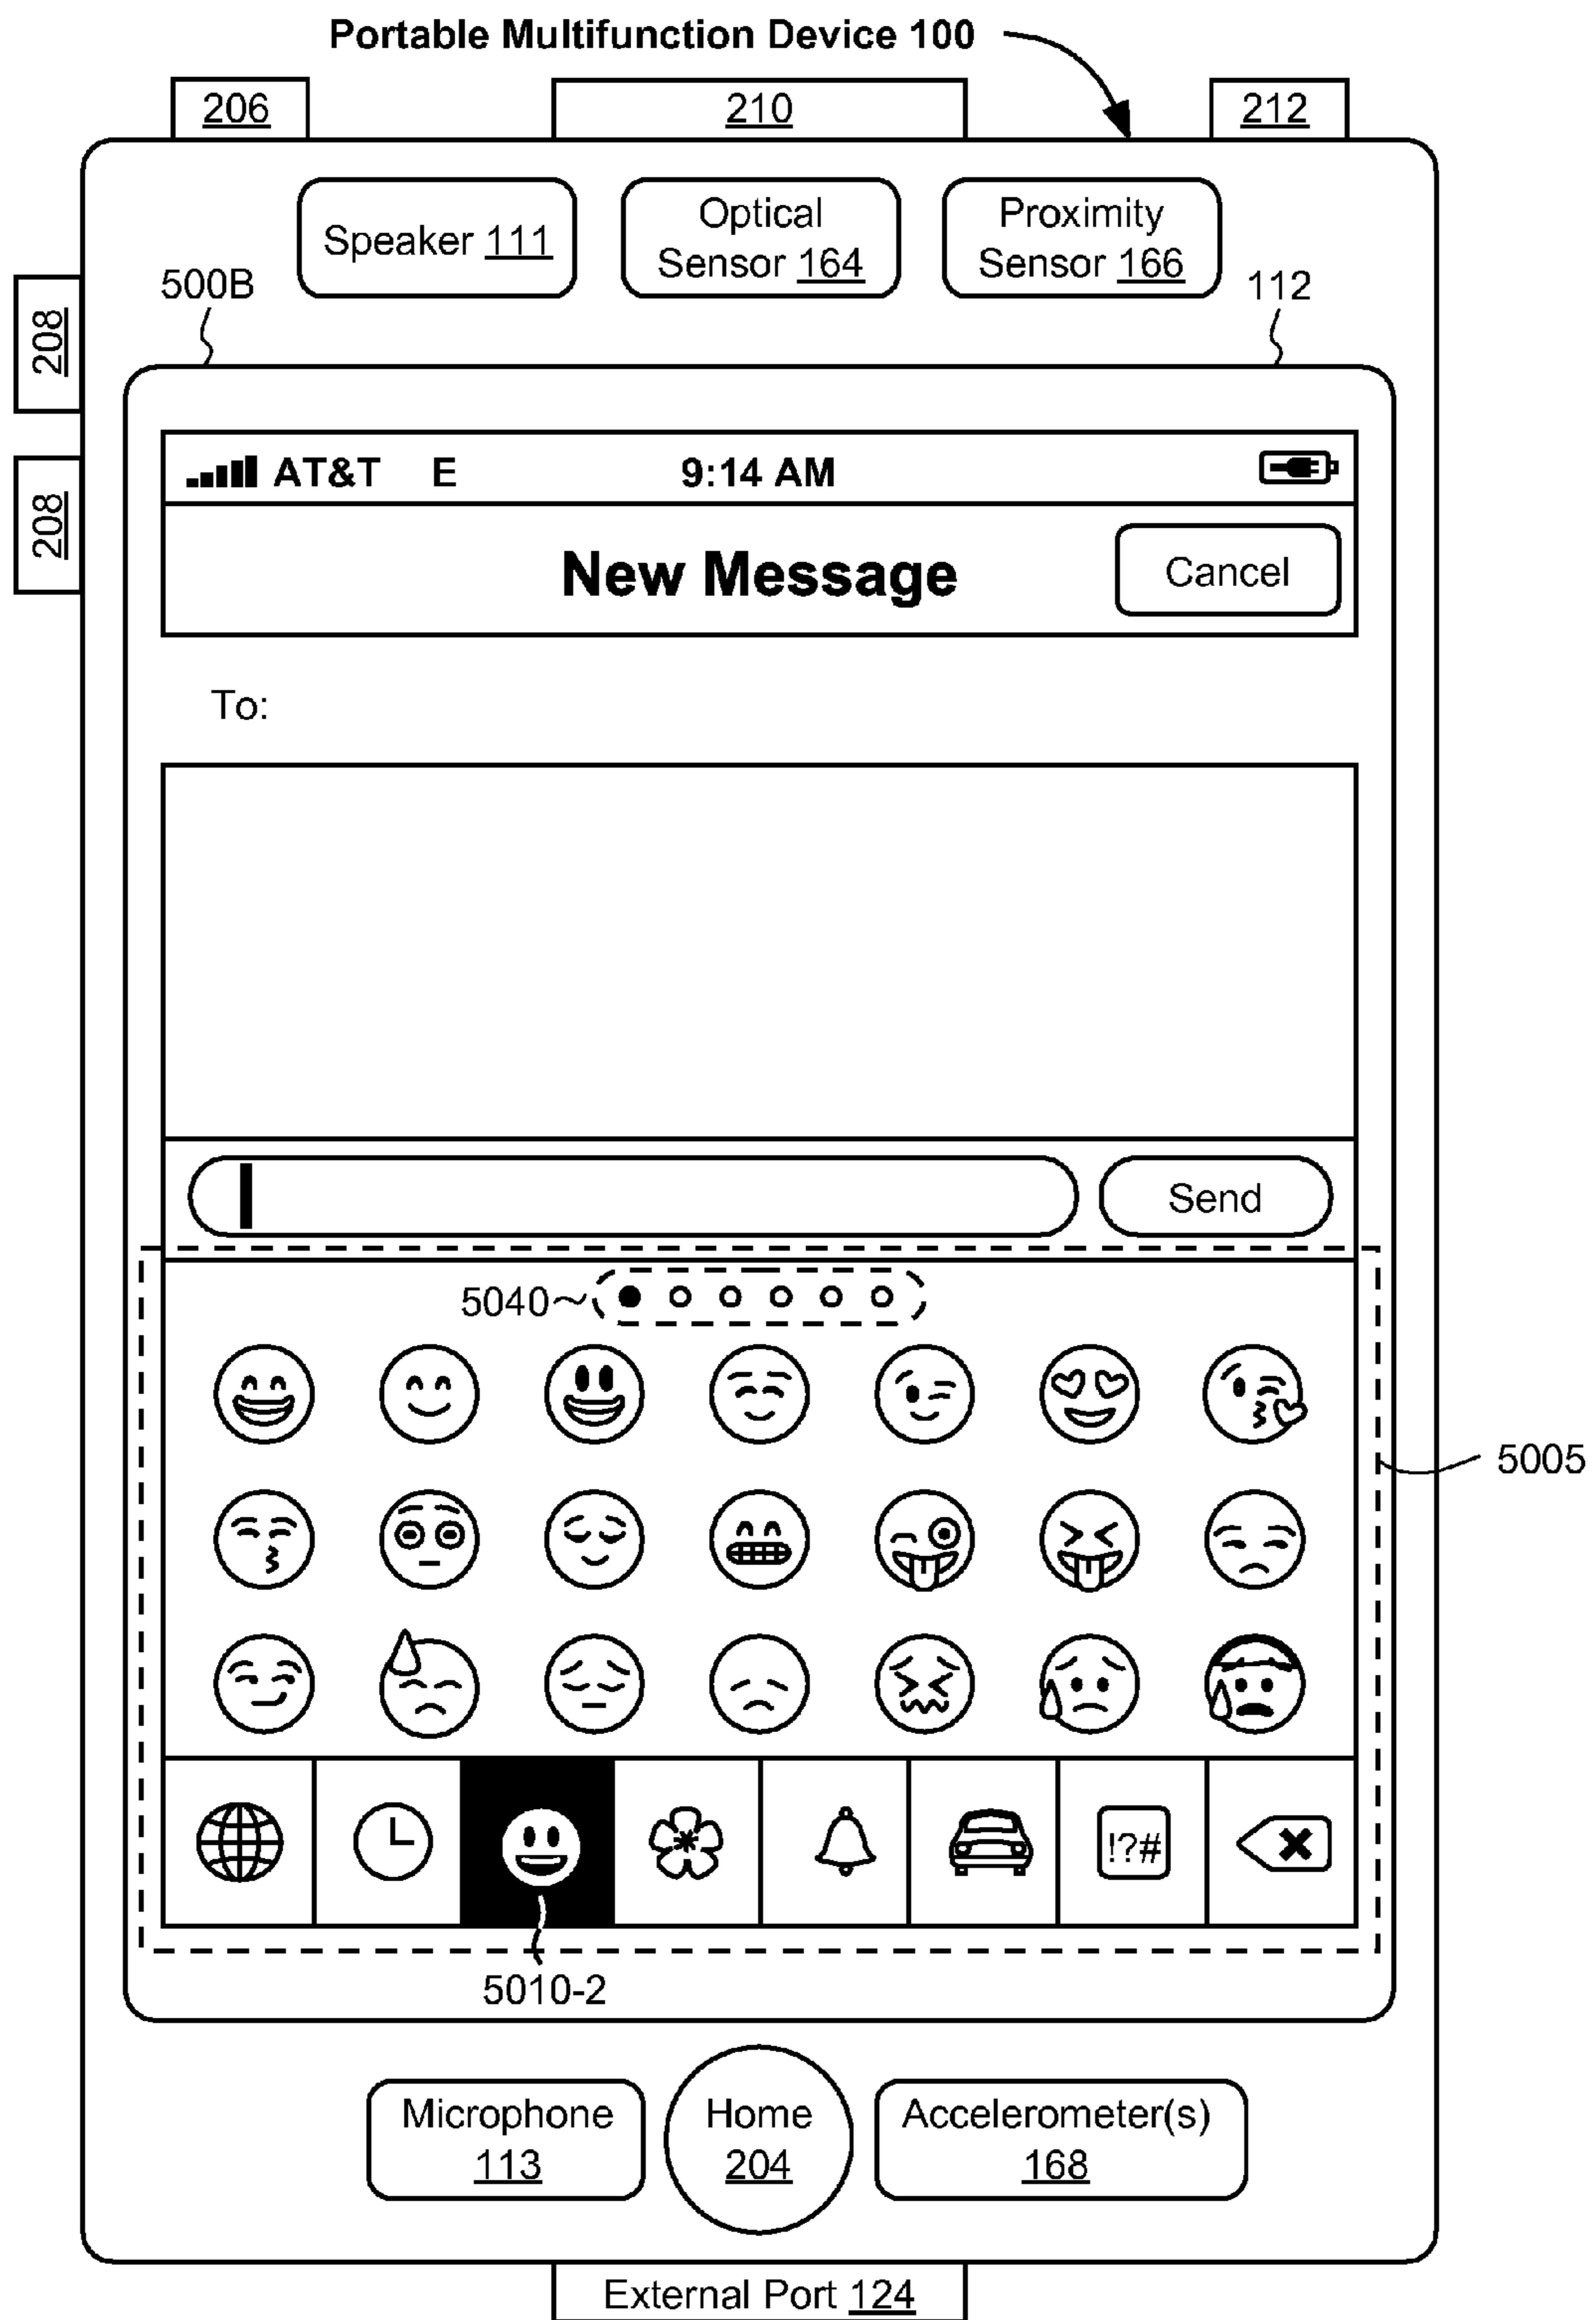 Portable Multifunction Device 100
206
210
212
Speaker 111
Optical
Sensor 164
Proximity
Sensor 166
208
500B
112
208
AT&T E 9:14 AM
New Message
Cancel
To:
Send
5040
5005
!?#
5010-2
Microphone
113
Home
204
Accelerometer(s)
168
External Port 124